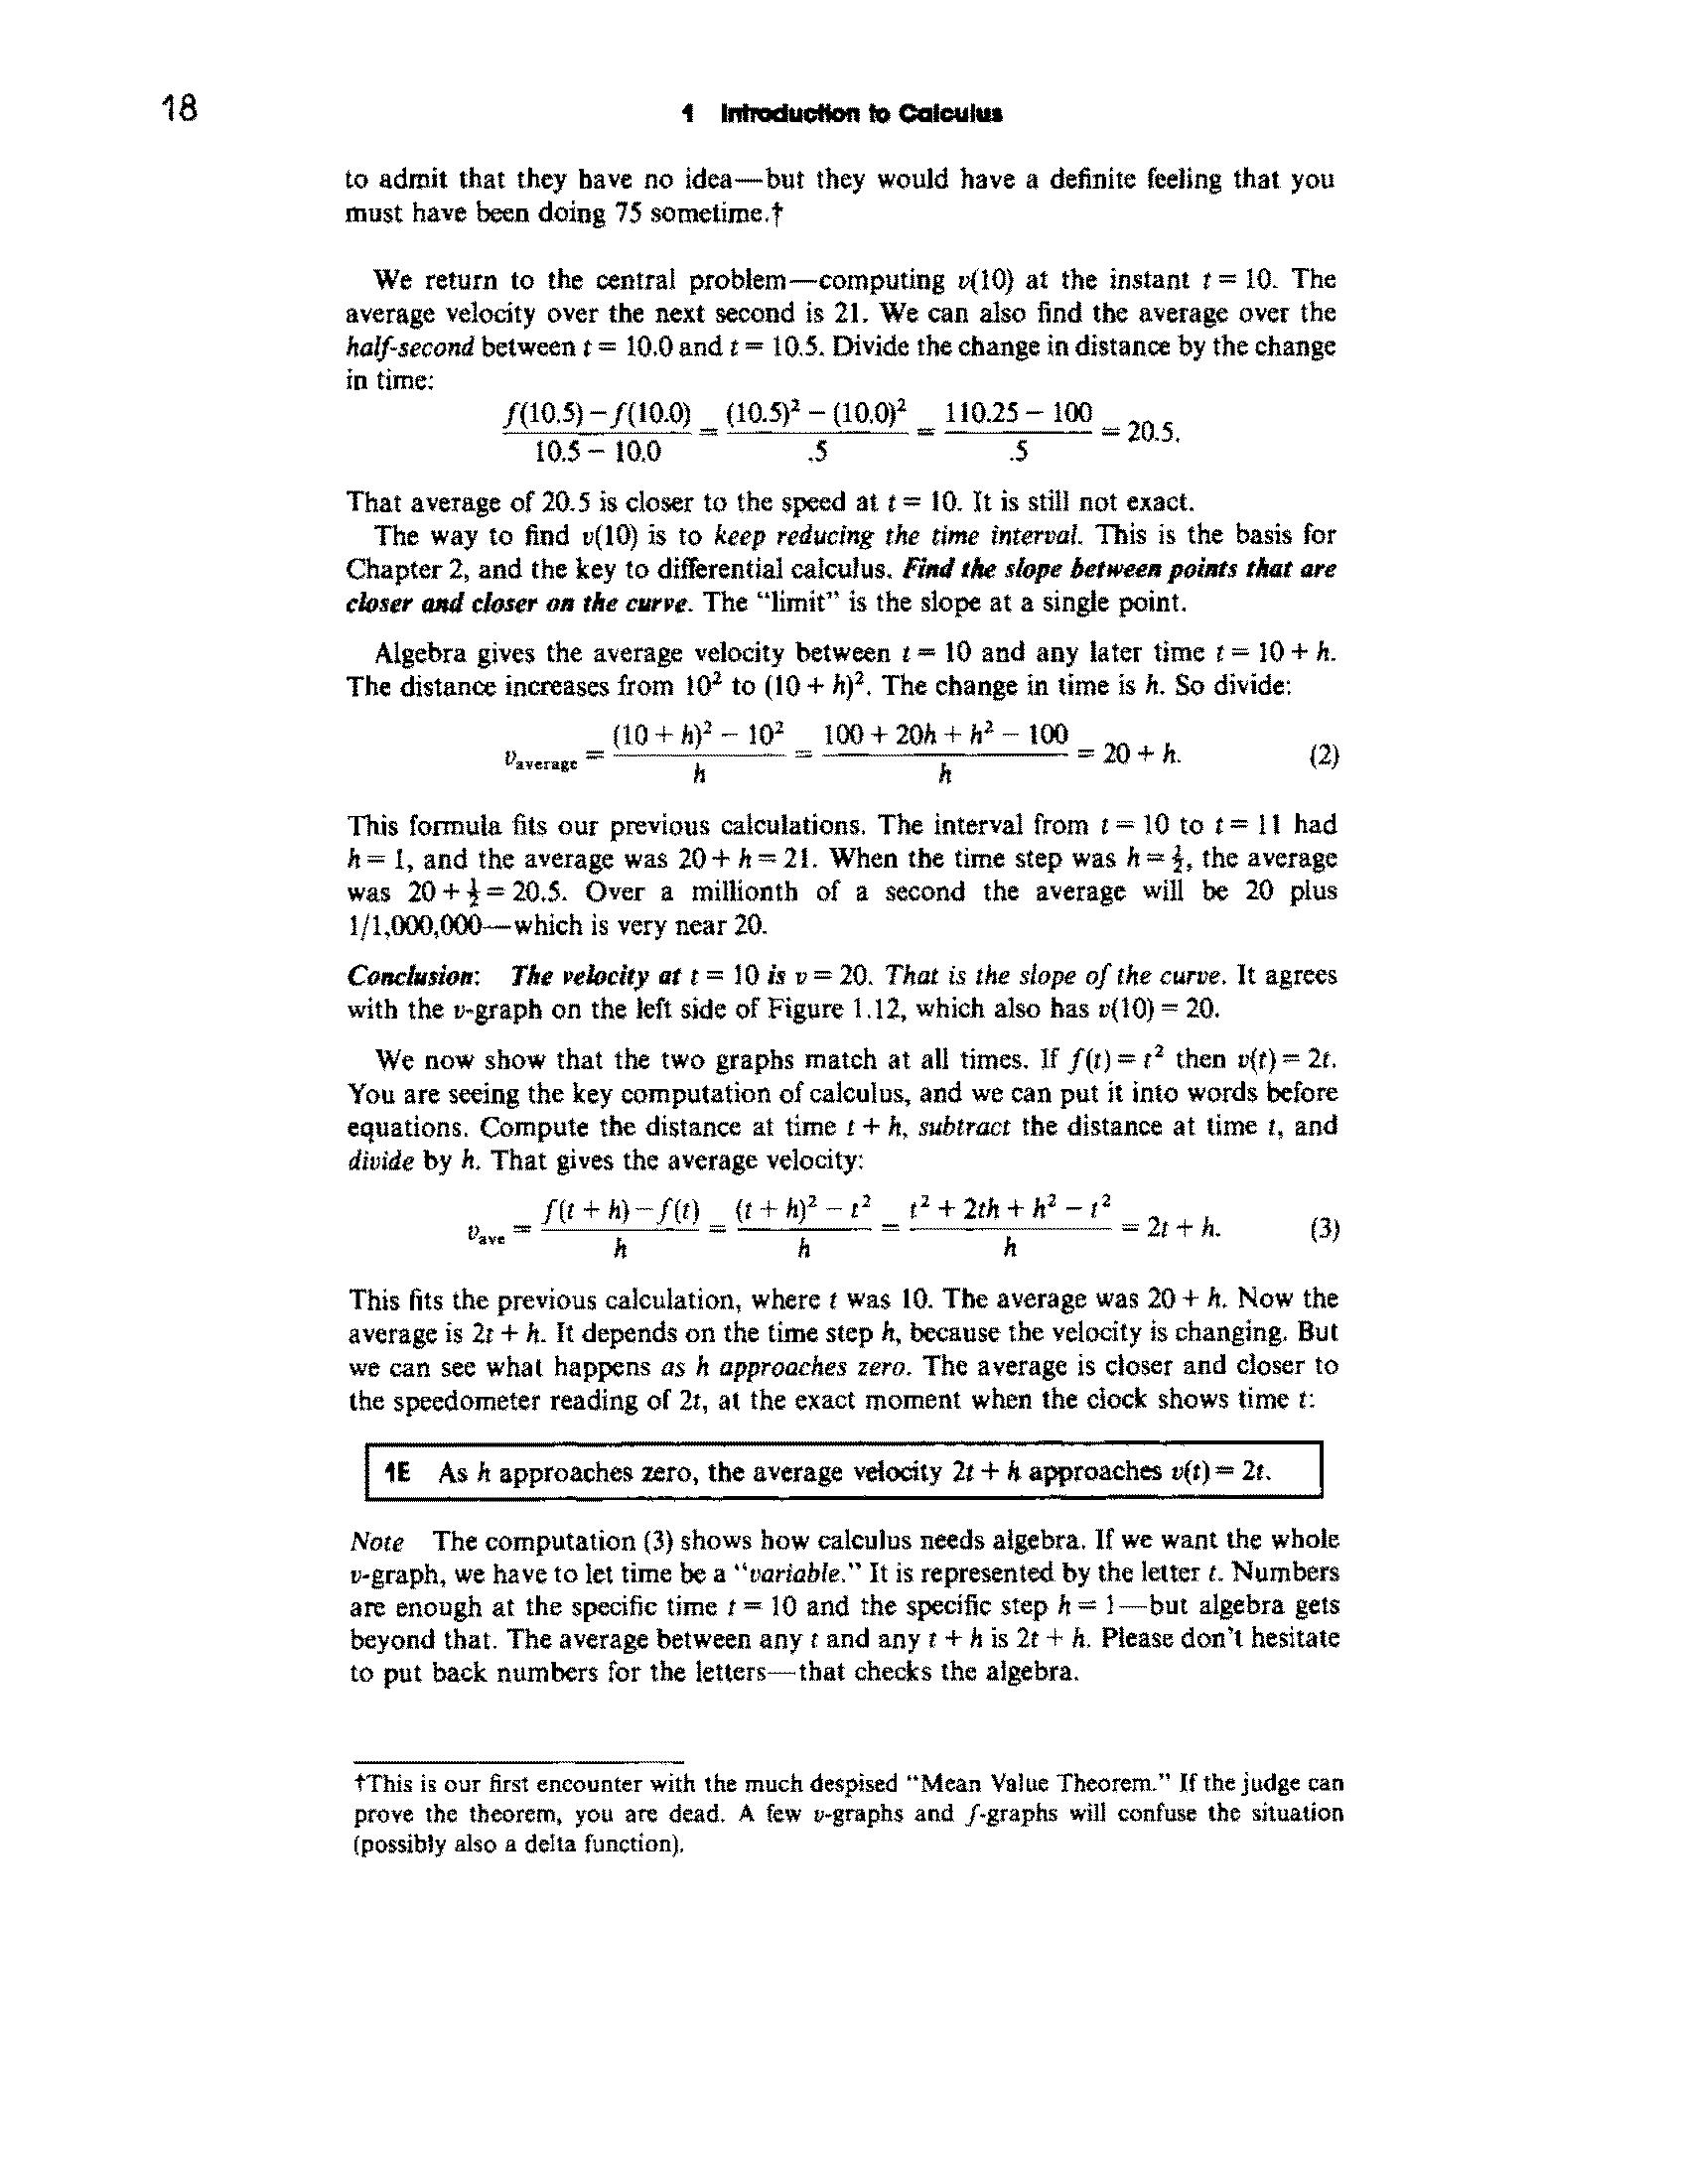 18
1 Introduction to Calculus
to admit that they have no idea—but they would have a definite feeling that you
must have been doing 75 sometime.†
We return to the central problem—computing v(10) at the instant t = 10. The
average velocity over the next second is 21. We can also find the average over the
half-second between t = 10.0 and t = 10.5. Divide the change in distance by the change
in time:
f(10.5) − f(10.0) / 10.5 − 10.0 = (10.5)² − (10.0)² / .5 = 110.25 − 100 / .5 = 20.5.
That average of 20.5 is closer to the speed at t = 10. It is still not exact.
The way to find v(10) is to keep reducing the time interval. This is the basis for
Chapter 2, and the key to differential calculus. Find the slope between points that are
closer and closer on the curve. The “limit” is the slope at a single point.
Algebra gives the average velocity between t = 10 and any later time t = 10 + h.
The distance increases from 10² to (10 + h)². The change in time is h. So divide:
v average = (10 + h)² − 10² / h = 100 + 20h + h² − 100 / h = 20 + h. (2)
This formula fits our previous calculations. The interval from t = 10 to t = 11 had
h = 1, and the average was 20 + h = 21. When the time step was h = ½, the average
was 20 + ½ = 20.5. Over a millionth of a second the average will be 20 plus
1/1,000,000—which is very near 20.
Conclusion: The velocity at t = 10 is v = 20. That is the slope of the curve. It agrees
with the v-graph on the left side of Figure 1.12, which also has v(10) = 20.
We now show that the two graphs match at all times. If f(t) = t² then v(t) = 2t.
You are seeing the key computation of calculus, and we can put it into words before
equations. Compute the distance at time t + h, subtract the distance at time t, and
divide by h. That gives the average velocity:
v ave = f(t + h) − f(t) / h = (t + h)² − t² / h = t² + 2th + h² − t² / h = 2t + h. (3)
This fits the previous calculation, where t was 10. The average was 20 + h. Now the
average is 2t + h. It depends on the time step h, because the velocity is changing. But
we can see what happens as h approaches zero. The average is closer and closer to
the speedometer reading of 2t, at the exact moment when the clock shows time t:
1E As h approaches zero, the average velocity 2t + h approaches v(t) = 2t.
Note The computation (3) shows how calculus needs algebra. If we want the whole
v-graph, we have to let time be a “variable.” It is represented by the letter t. Numbers
are enough at the specific time t = 10 and the specific step h = 1—but algebra gets
beyond that. The average between any t and any t + h is 2t + h. Please don’t hesitate
to put back numbers for the letters—that checks the algebra.
†This is our first encounter with the much despised “Mean Value Theorem.” If the judge can
prove the theorem, you are dead. A few v-graphs and f-graphs will confuse the situation
(possibly also a delta function).